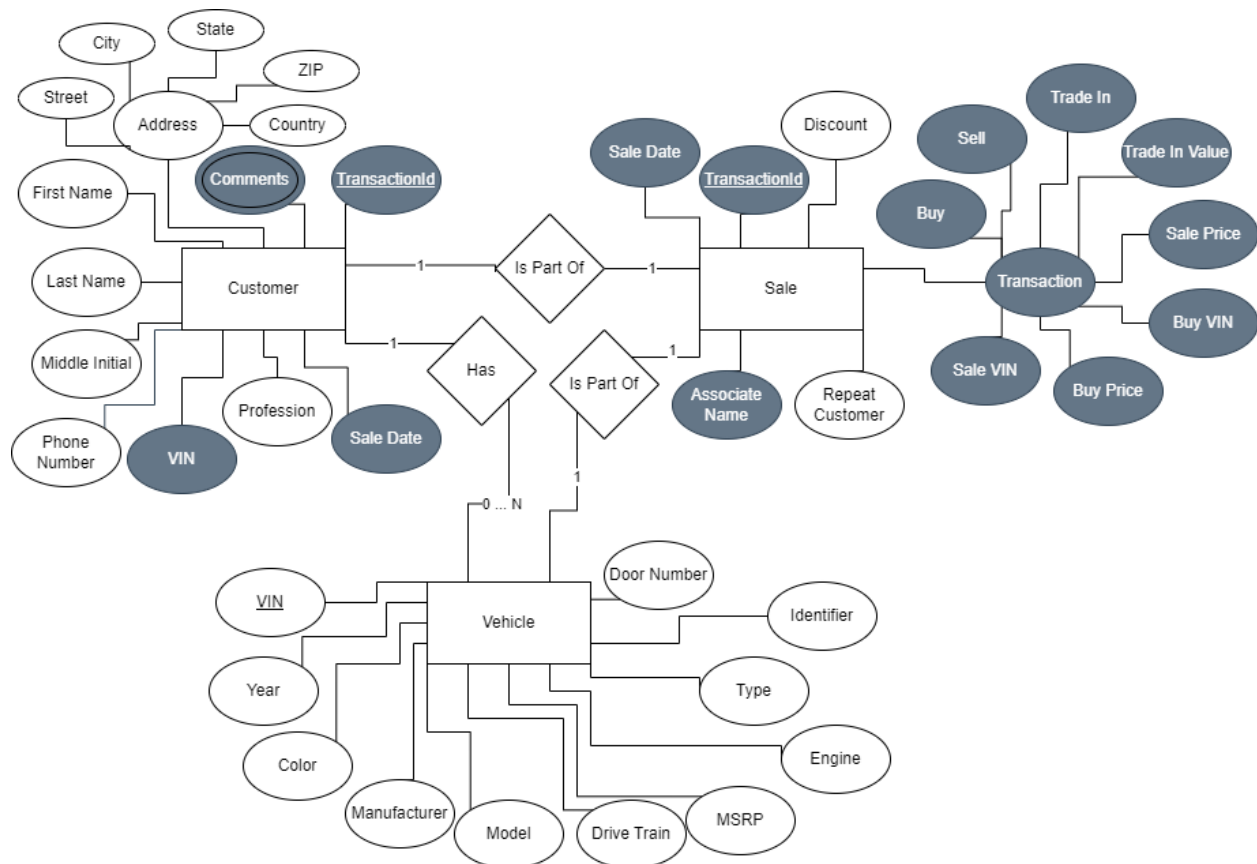 State
City
ZIP
Street
Address
Country
Comments
TransactionId
First Name
Last Name
Customer
Middle Initial
Phone
Number
VIN
Profession
Sale Date
1
Is Part Of
1
1
Has
0 ... N
Sale Date
TransactionId
Discount
Sale
1
Is Part Of
1
Associate
Name
Repeat
Customer
Trade In
Sell
Trade In Value
Buy
Sale Price
Transaction
Buy VIN
Sale VIN
Buy Price
Door Number
VIN
Identifier
Vehicle
Year
Type
Color
Engine
Manufacturer
Model
Drive Train
MSRP